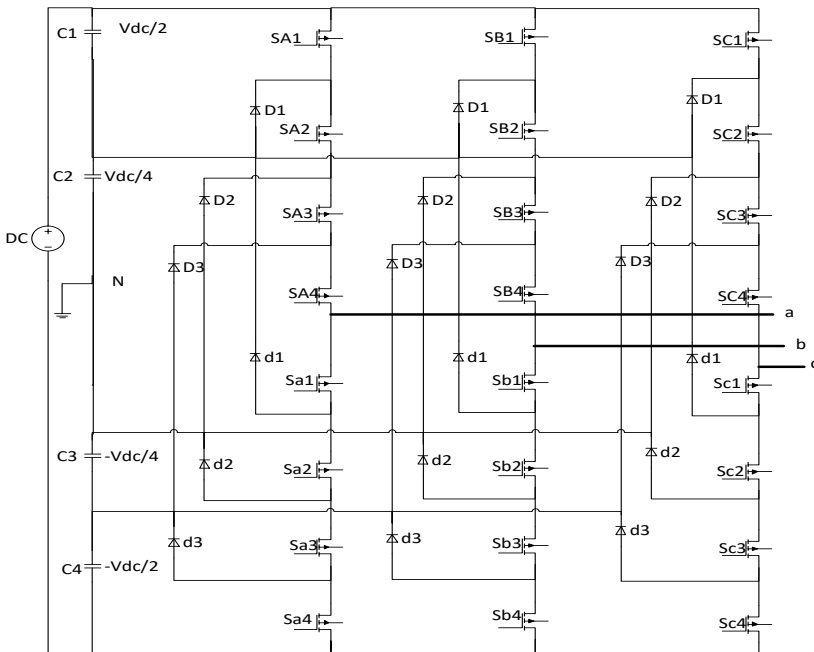 C1 Vdc/2 SA1 SB1 SC1
D1 D1 D1
SA2 SB2 SC2
C2 Vdc/4
D2 D2 D2
SA3 SB3 SC3
DC
D3 D3 D3
N
SA4 SB4 SC4
a
b
d1 d1 d1
c
Sa1 Sb1 Sc1
C3 -Vdc/4
d2 d2 d2
Sa2 Sb2 Sc2
d3 d3 d3
Sa3 Sb3 Sc3
C4 -Vdc/2
Sa4 Sb4 Sc4